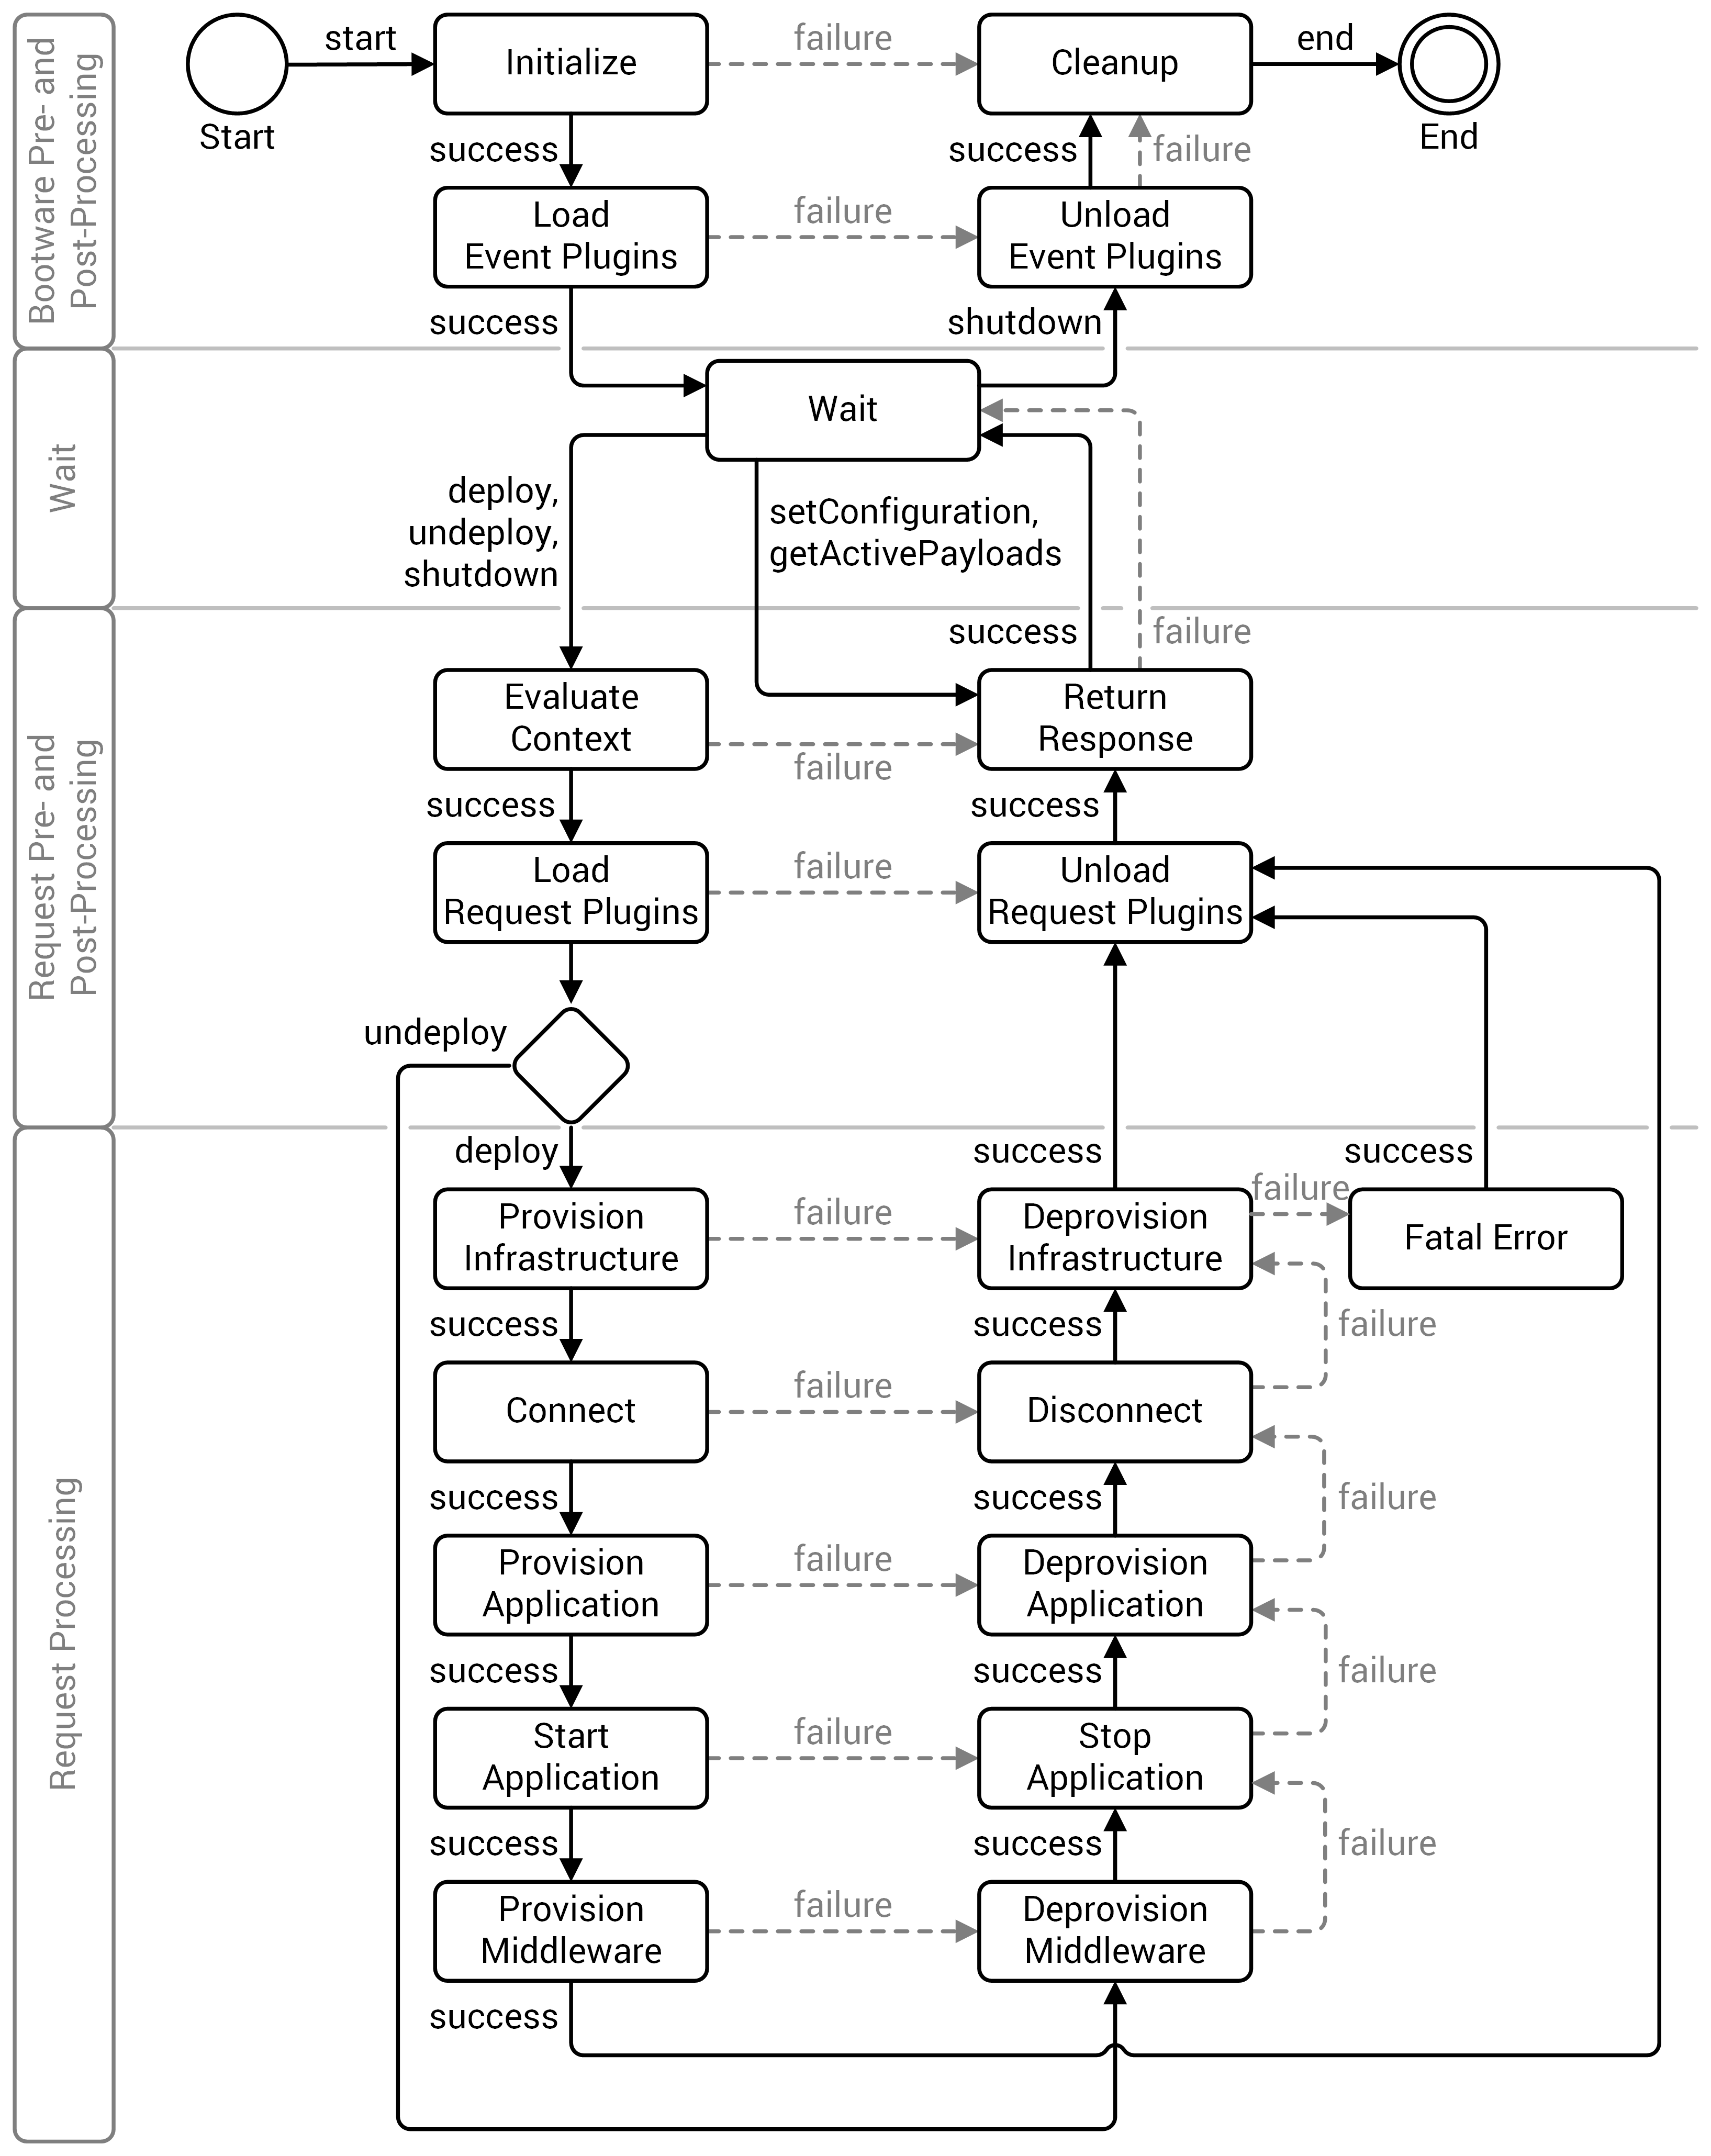 Bootware Pre- and
Post-Processing
start
Initialize
failure
Cleanup
end
Start
End
success
success
failure
Load
Event Plugins
failure
Unload
Event Plugins
success
shutdown
Wait
Wait
deploy,
undeploy,
shutdown
setConfiguration,
getActivePayloads
Request Pre- and
Post-Processing
success
failure
Evaluate
Context
failure
Return
Response
success
success
Load
Request Plugins
failure
Unload
Request Plugins
undeploy
Request Processing
deploy
success
success
Provision
Infrastructure
failure
Deprovision
Infrastructure
failure
Fatal Error
success
success
failure
Connect
failure
Disconnect
success
success
failure
Provision
Application
failure
Deprovision
Application
success
success
failure
Start
Application
failure
Stop
Application
success
success
failure
Provision
Middleware
failure
Deprovision
Middleware
success